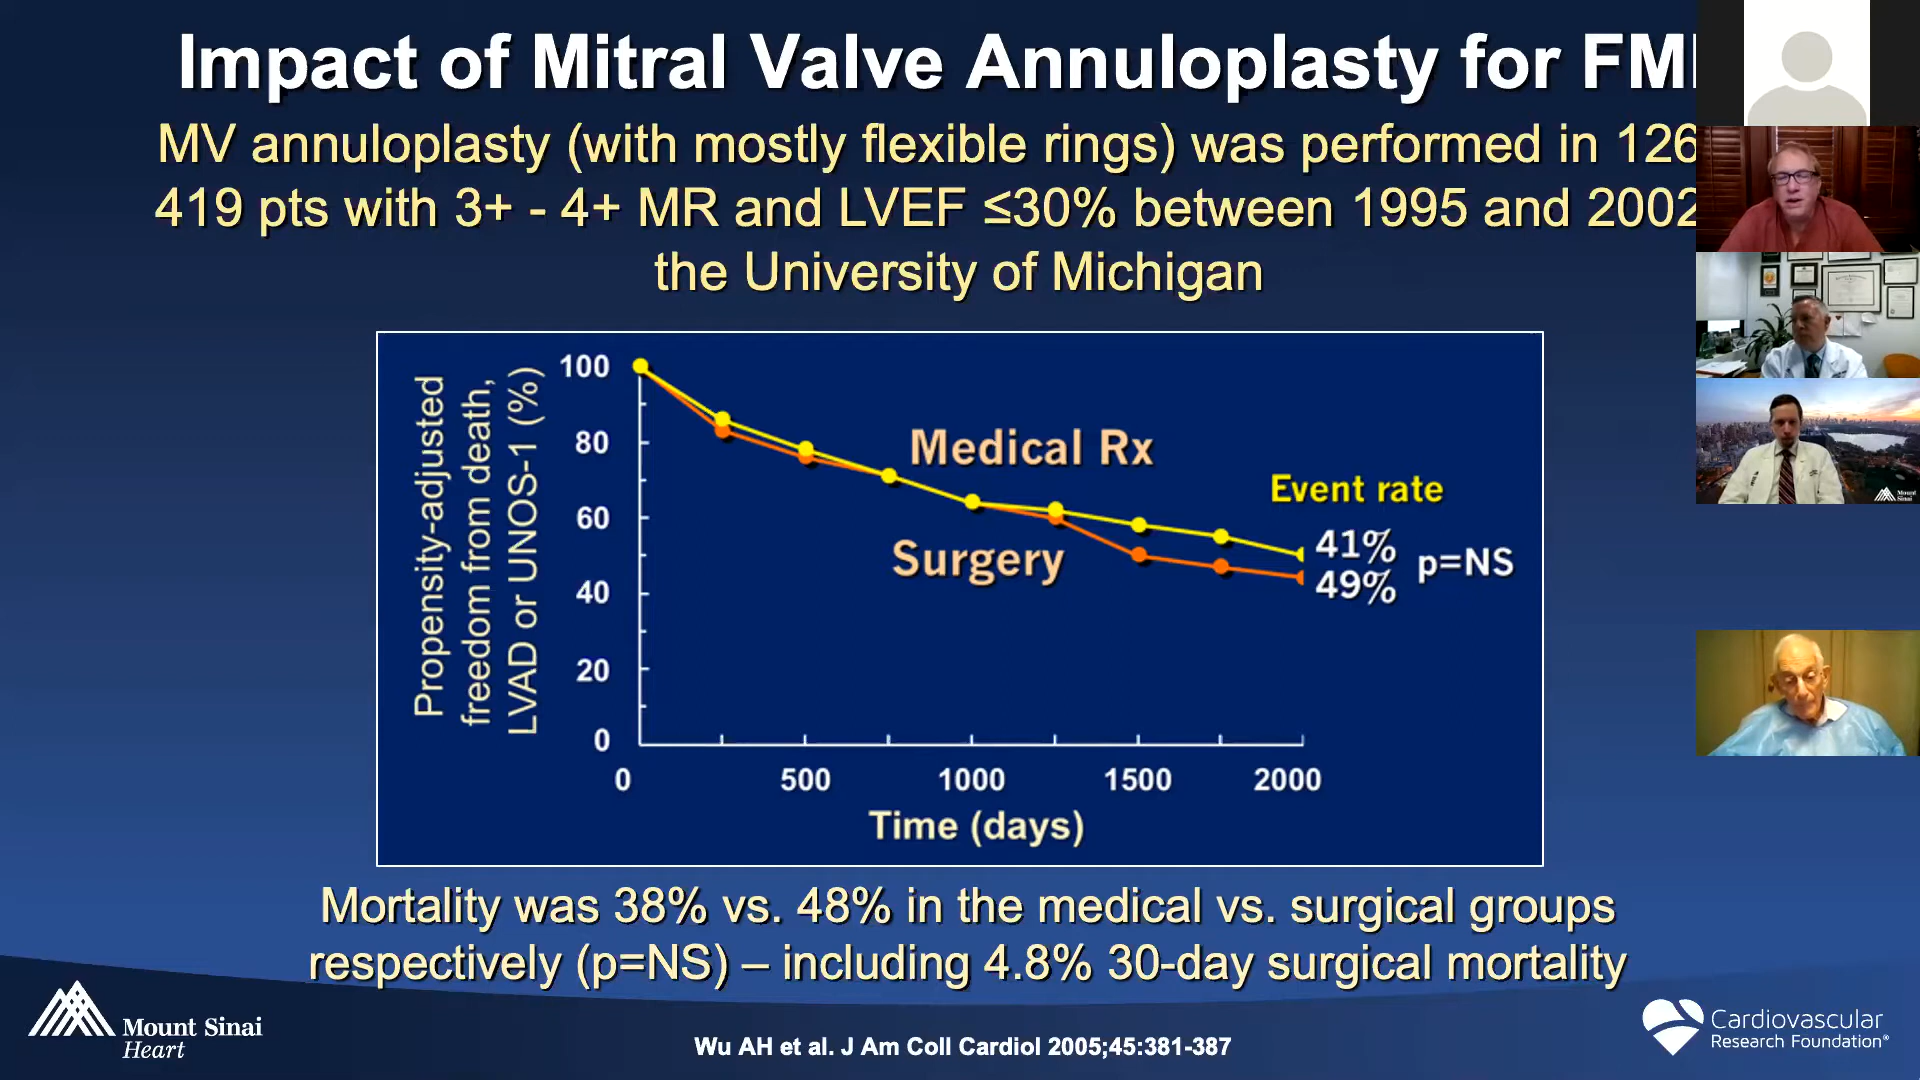 Impact of Mitral Valve Annuloplasty for FM
MV annuloplasty (with mostly flexible rings) was performed in 126
419 pts with 3+ - 4+ MR and LVEF ≤30% between 1995 and 2002
the University of Michigan
Propensity-adjusted
freedom from death,
LVAD or UNOS-1 (%)
100
80
60
40
20
0
Medical Rx
Surgery
Event rate
41%
49%
p=NS
0 500 1000 1500 2000
Time (days)
Mortality was 38% vs. 48% in the medical vs. surgical groups
respectively (p=NS) – including 4.8% 30-day surgical mortality
Mount Sinai
Heart
Wu AH et al. J Am Coll Cardiol 2005;45:381-387
Cardiovascular
Research Foundation®
Mount
Sinai